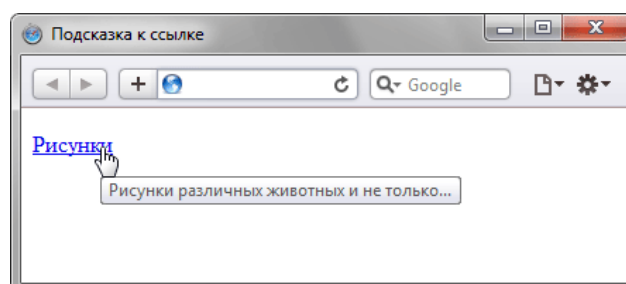 Подсказка к ссылке
Google
Рисунки
Рисунки различных животных и не только...